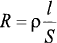 R = ρ l/S